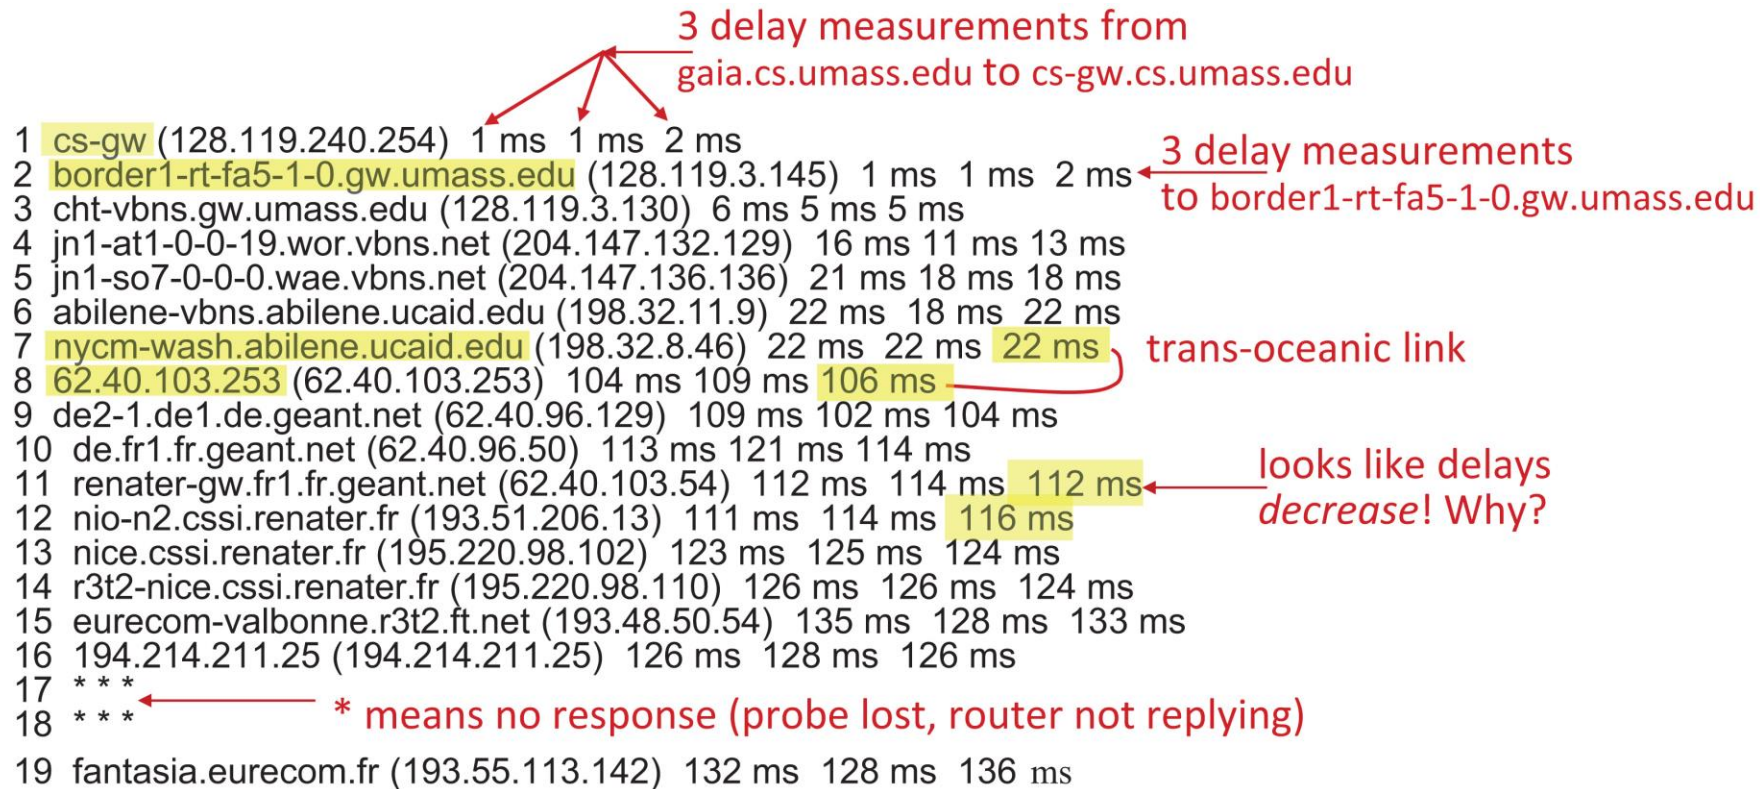 3 delay measurements from
gaia.cs.umass.edu to cs-gw.cs.umass.edu
1 cs-gw (128.119.240.254) 1 ms 1 ms 2 ms
2 border1-rt-fa5-1-0.gw.umass.edu (128.119.3.145) 1 ms 1 ms 2 ms
3 delay measurements
to border1-rt-fa5-1-0.gw.umass.edu
3 cht-vbns.gw.umass.edu (128.119.3.130) 6 ms 5 ms 5 ms
4 jn1-at1-0-0-19.wor.vbns.net (204.147.132.129) 16 ms 11 ms 13 ms
5 jn1-so7-0-0-0.wae.vbns.net (204.147.136.136) 21 ms 18 ms 18 ms
6 abilene-vbns.abilene.ucaid.edu (198.32.11.9) 22 ms 18 ms 22 ms
7 nycm-wash.abilene.ucaid.edu (198.32.8.46) 22 ms 22 ms 22 ms
trans-oceanic link
8 62.40.103.253 (62.40.103.253) 104 ms 109 ms 106 ms
9 de2-1.de1.de.geant.net (62.40.96.129) 109 ms 102 ms 104 ms
10 de.fr1.fr.geant.net (62.40.96.50) 113 ms 121 ms 114 ms
11 renater-gw.fr1.fr.geant.net (62.40.103.54) 112 ms 114 ms 112 ms
looks like delays
decrease! Why?
12 nio-n2.cssi.renater.fr (193.51.206.13) 111 ms 114 ms 116 ms
13 nice.cssi.renater.fr (195.220.98.102) 123 ms 125 ms 124 ms
14 r3t2-nice.cssi.renater.fr (195.220.98.110) 126 ms 126 ms 124 ms
15 eurecom-valbonne.r3t2.ft.net (193.48.50.54) 135 ms 128 ms 133 ms
16 194.214.211.25 (194.214.211.25) 126 ms 128 ms 126 ms
17 * * *
18 * * *
* means no response (probe lost, router not replying)
19 fantasia.eurecom.fr (193.55.113.142) 132 ms 128 ms 136 ms